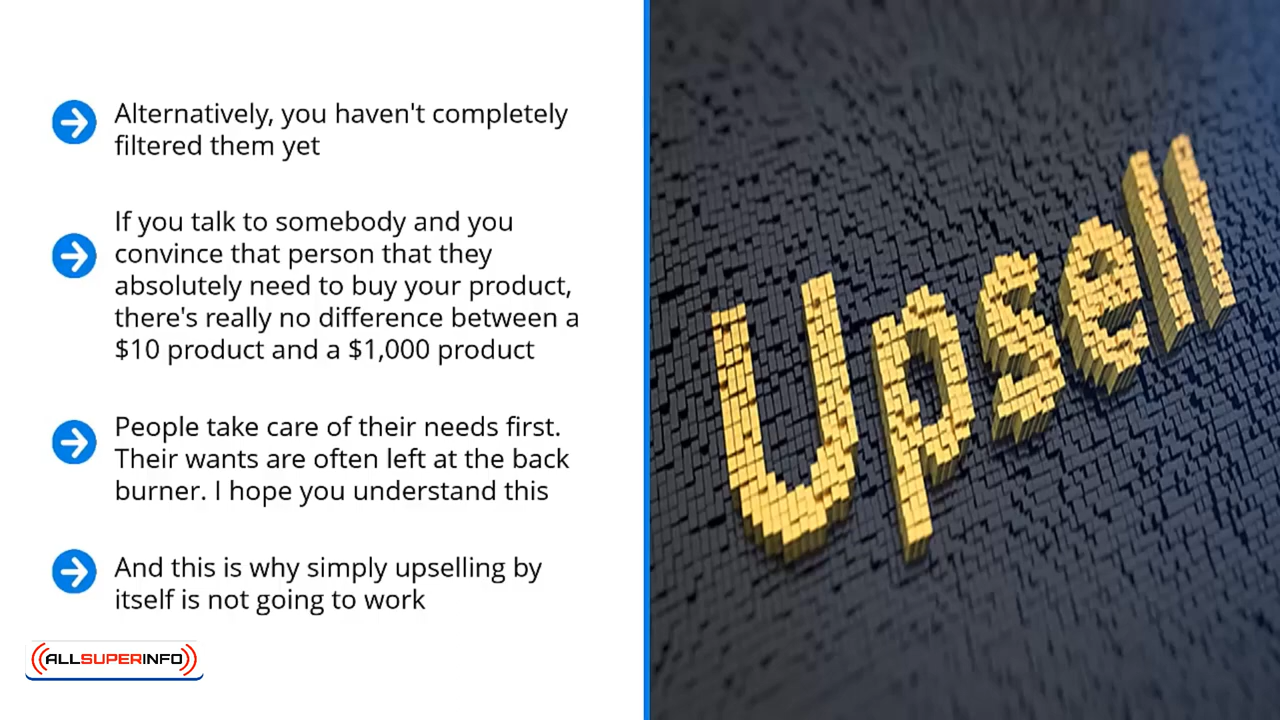 Alternatively, you haven't completely
filtered them yet
If you talk to somebody and you
convince that person that they
absolutely need to buy your product,
there's really no difference between a
$10 product and a $1,000 product
People take care of their needs first.
Their wants are often left at the back
burner. I hope you understand this
And this is why simply upselling by
itself is not going to work
ALLSUPERINFO
Upsell